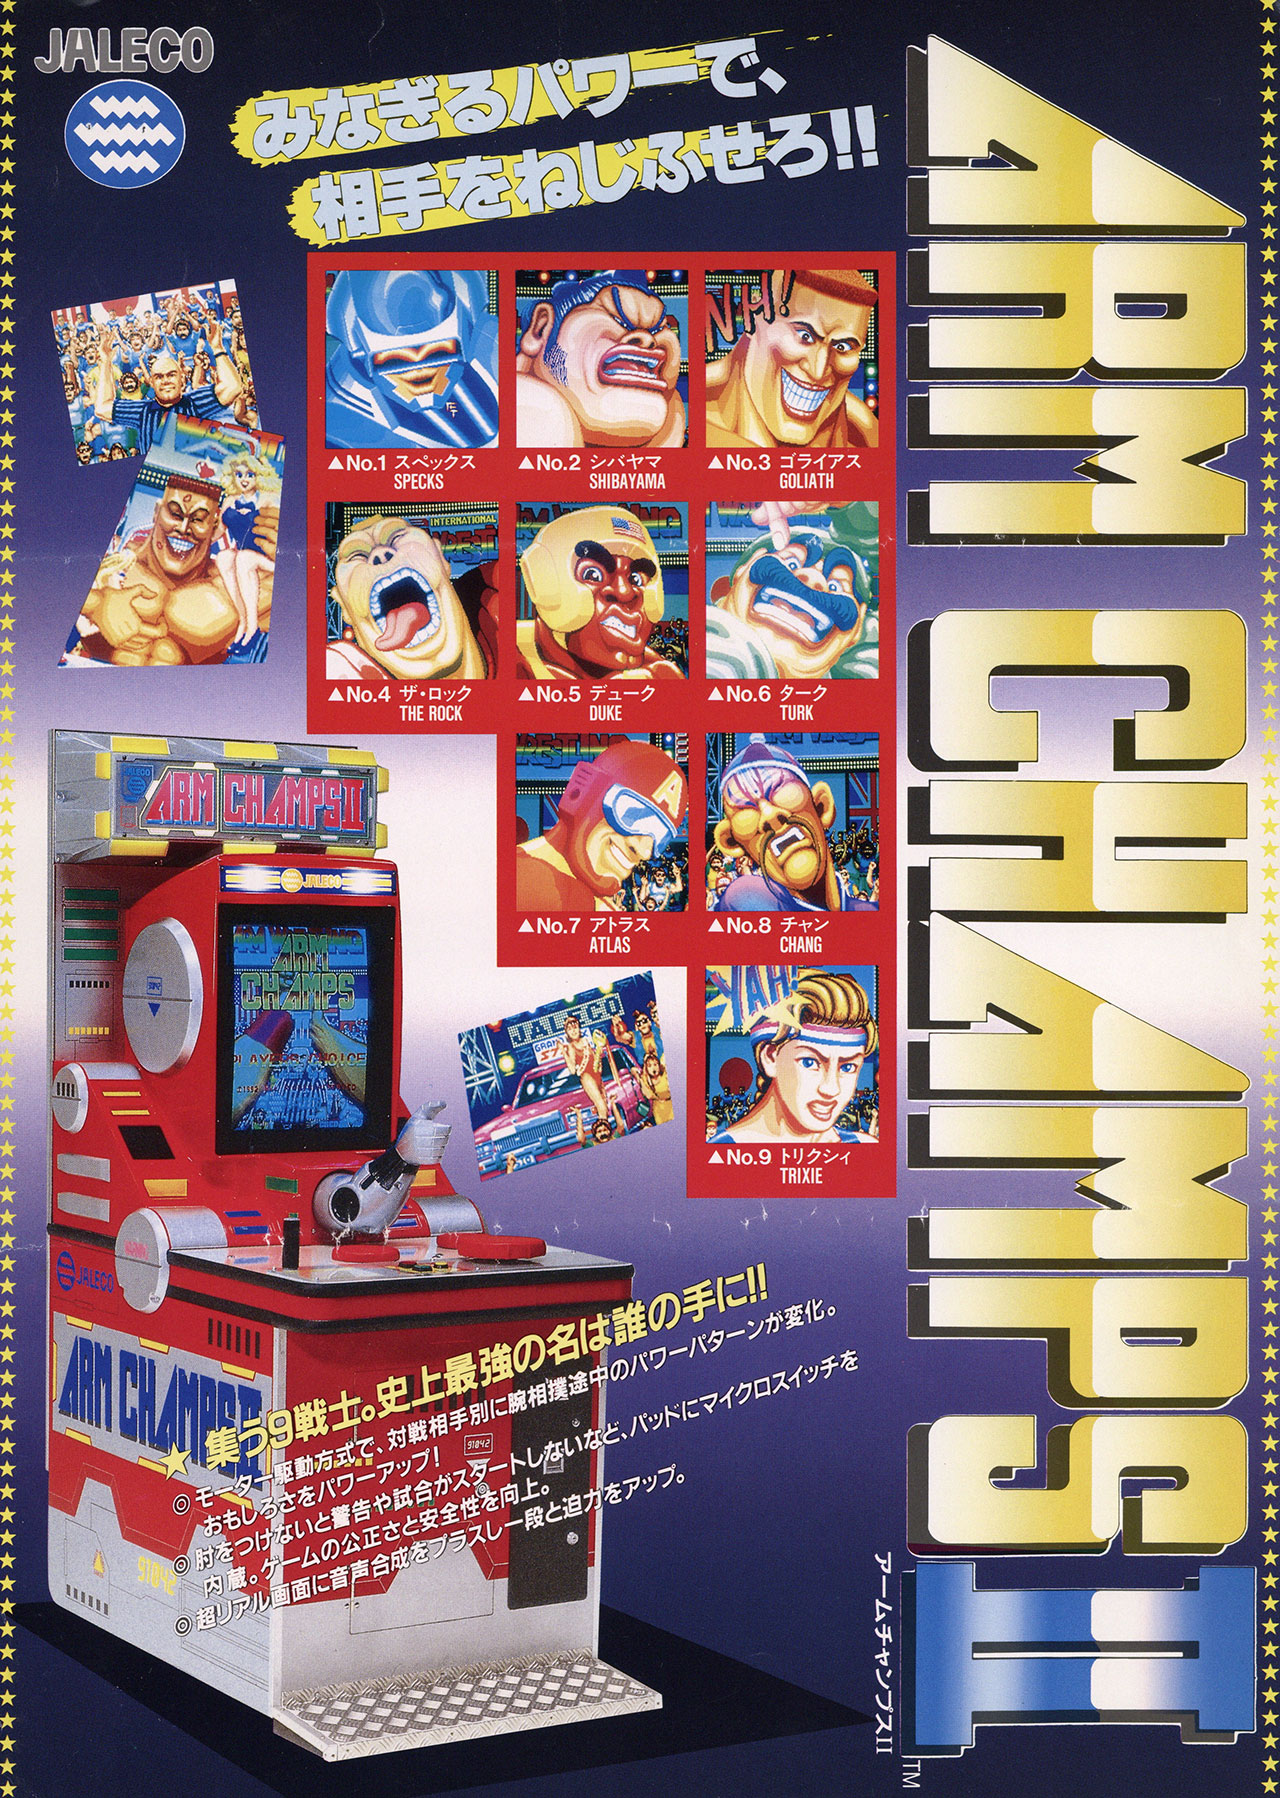 JALECO
みなぎるパワーで、
相手をねじふせろ!!
ARM CHAMPS II
アームチャンプスII
TM
NH!
▲No.1 スペックス
SPECKS
▲No.2 シバヤマ
SHIBAYAMA
▲No.3 ゴライアス
GOLIATH
INTERNATIONAL
▲No.4 ザ・ロック
THE ROCK
▲No.5 デューク
DUKE
▲No.6 ターク
TURK
A
▲No.7 アトラス
ATLAS
▲No.8 チャン
CHANG
YAH!
▲No.9 トリクシィ
TRIXIE
JALECO
JALECO
ARM CHAMPS II
JALECO
ARM
CHAMPS
PLAYERS CHOICE
JALECO
ARM CHAMPS II
91042
91042
★ 集う9戦士。史上最強の名は誰の手に!!
◎ モーター駆動方式で、対戦相手別に腕相撲途中のパワーパターンが変化。
おもしろさをパワーアップ!
◎ 肘をつけないと警告や試合がスタートしないなど、パッドにマイクロスイッチを
内蔵。ゲームの公正さと安全性を向上。
◎ 超リアル画面に音声合成をプラスし一段と迫力をアップ。